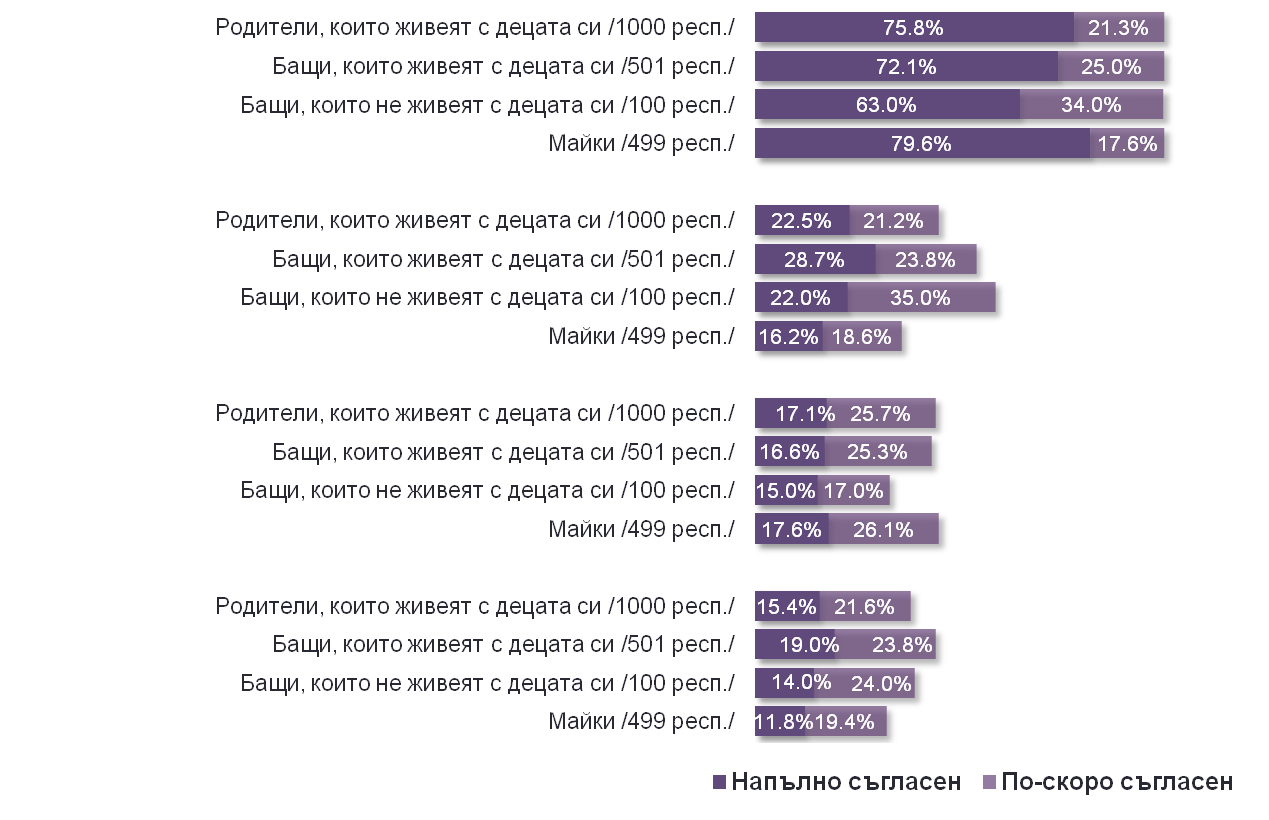 Родители, които живеят с децата си /1000 респ./ 75.8% 21.3%
Бащи, които живеят с децата си /501 респ./ 72.1% 25.0%
Бащи, които не живеят с децата си /100 респ./ 63.0% 34.0%
Майки /499 респ./ 79.6% 17.6%
Родители, които живеят с децата си /1000 респ./ 22.5% 21.2%
Бащи, които живеят с децата си /501 респ./ 28.7% 23.8%
Бащи, които не живеят с децата си /100 респ./ 22.0% 35.0%
Майки /499 респ./ 16.2% 18.6%
Родители, които живеят с децата си /1000 респ./ 17.1% 25.7%
Бащи, които живеят с децата си /501 респ./ 16.6% 25.3%
Бащи, които не живеят с децата си /100 респ./ 15.0% 17.0%
Майки /499 респ./ 17.6% 26.1%
Родители, които живеят с децата си /1000 респ./ 15.4% 21.6%
Бащи, които живеят с децата си /501 респ./ 19.0% 23.8%
Бащи, които не живеят с децата си /100 респ./ 14.0% 24.0%
Майки /499 респ./ 11.8% 19.4%
Напълно съгласен По-скоро съгласен